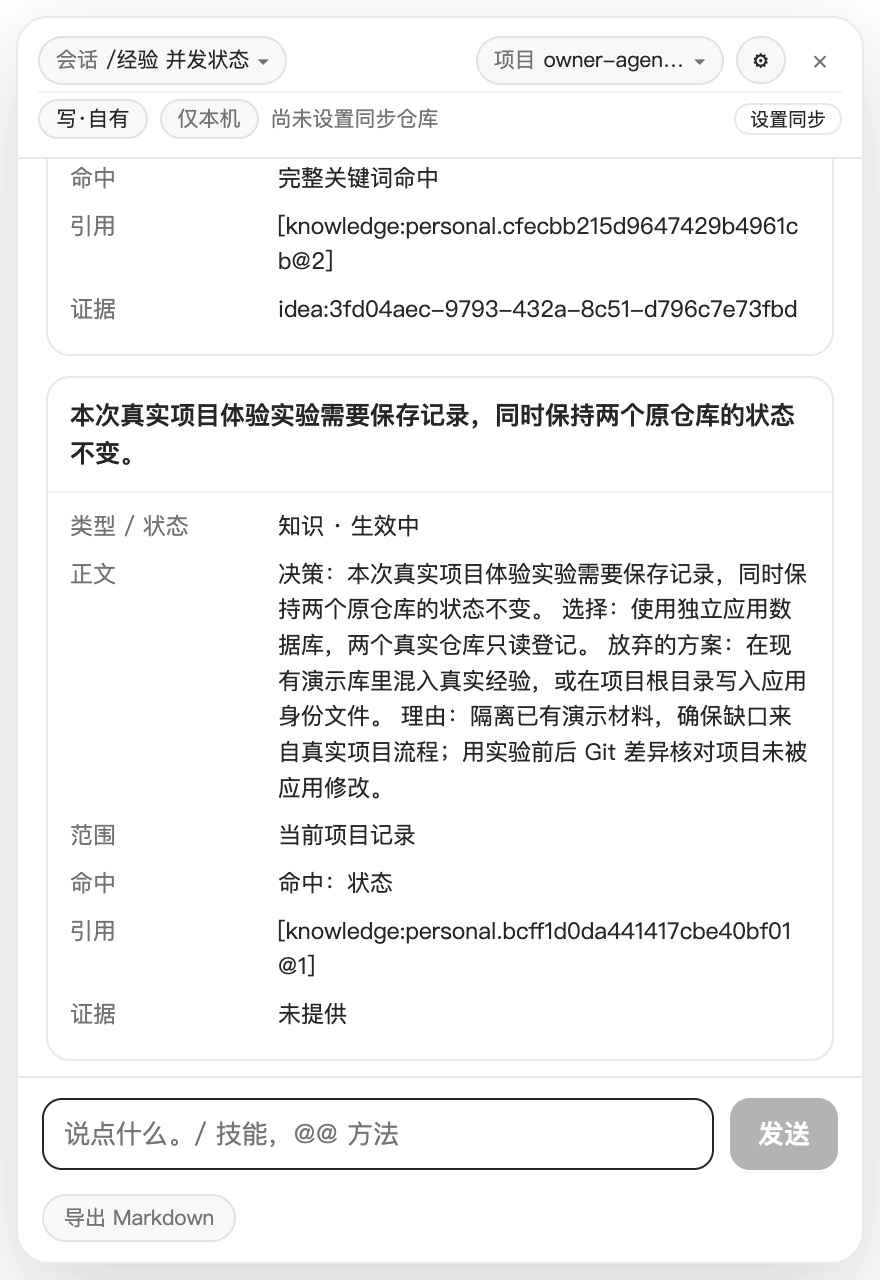 会话 /经验 并发状态
项目 owner-agen...
写·自有
仅本机
尚未设置同步仓库
设置同步
命中
完整关键词命中
引用
[knowledge:personal.cfecbb215d9647429b4961c
b@2]
证据
idea:3fd04aec-9793-432a-8c51-d796c7e73fbd
本次真实项目体验实验需要保存记录，同时保持两个原仓库的状态
不变。
类型 / 状态
知识 · 生效中
正文
决策：本次真实项目体验实验需要保存记录，同时保
持两个原仓库的状态不变。 选择：使用独立应用数
据库，两个真实仓库只读登记。 放弃的方案：在现
有演示库里混入真实经验，或在项目根目录写入应用
身份文件。 理由：隔离已有演示材料，确保缺口来
自真实项目流程；用实验前后 Git 差异核对项目未被
应用修改。
范围
当前项目记录
命中
命中：状态
引用
[knowledge:personal.bcff1d0da441417cbe40bf01
@1]
证据
未提供
说点什么。/ 技能，@@ 方法
发送
导出 Markdown